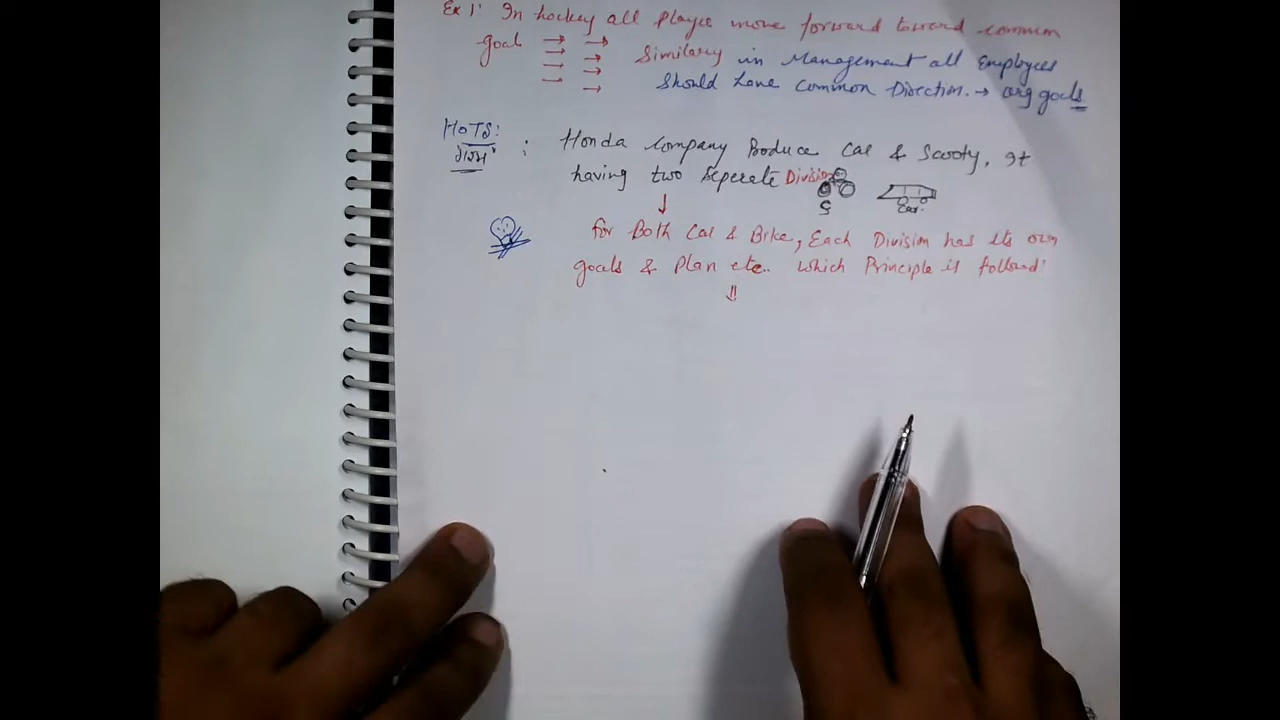 Ex 1: In hockey all Player move forward toward common
goal
Similary in Management all Employees
Should have common Direction. → org goals
HOTS:
: Honda Company Produce Car & Scooty, It
having two Seperate Division
S
Car.
for Both Car & Bike, Each Division has its own
goals & Plan etc.. which Principle is followed?